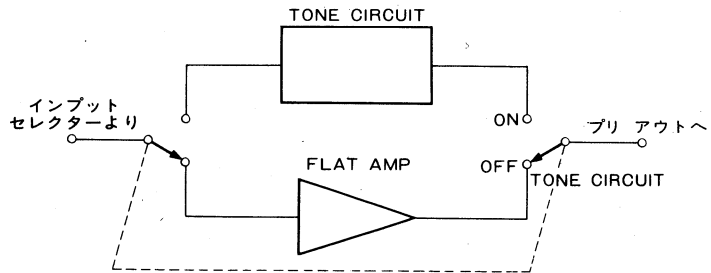 TONE CIRCUIT
インプット
セレクターより
ON
プリ アウトへ
FLAT AMP
OFF
TONE CIRCUIT